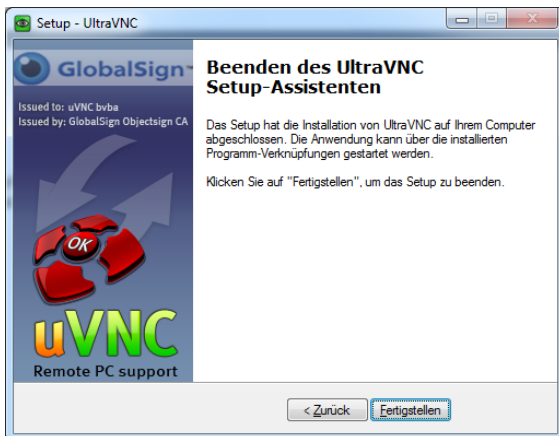 Setup - UltraVNC
GlobalSign
Issued to: uVNC bvba
Issued by: GlobalSign Objectsign CA
OK
uVNC
Remote PC support
Beenden des UltraVNC
Setup-Assistenten
Das Setup hat die Installation von UltraVNC auf Ihrem Computer
abgeschlossen. Die Anwendung kann über die installierten
Programm-Verknüpfungen gestartet werden.
Klicken Sie auf "Fertigstellen", um das Setup zu beenden.
< Zurück
Fertigstellen